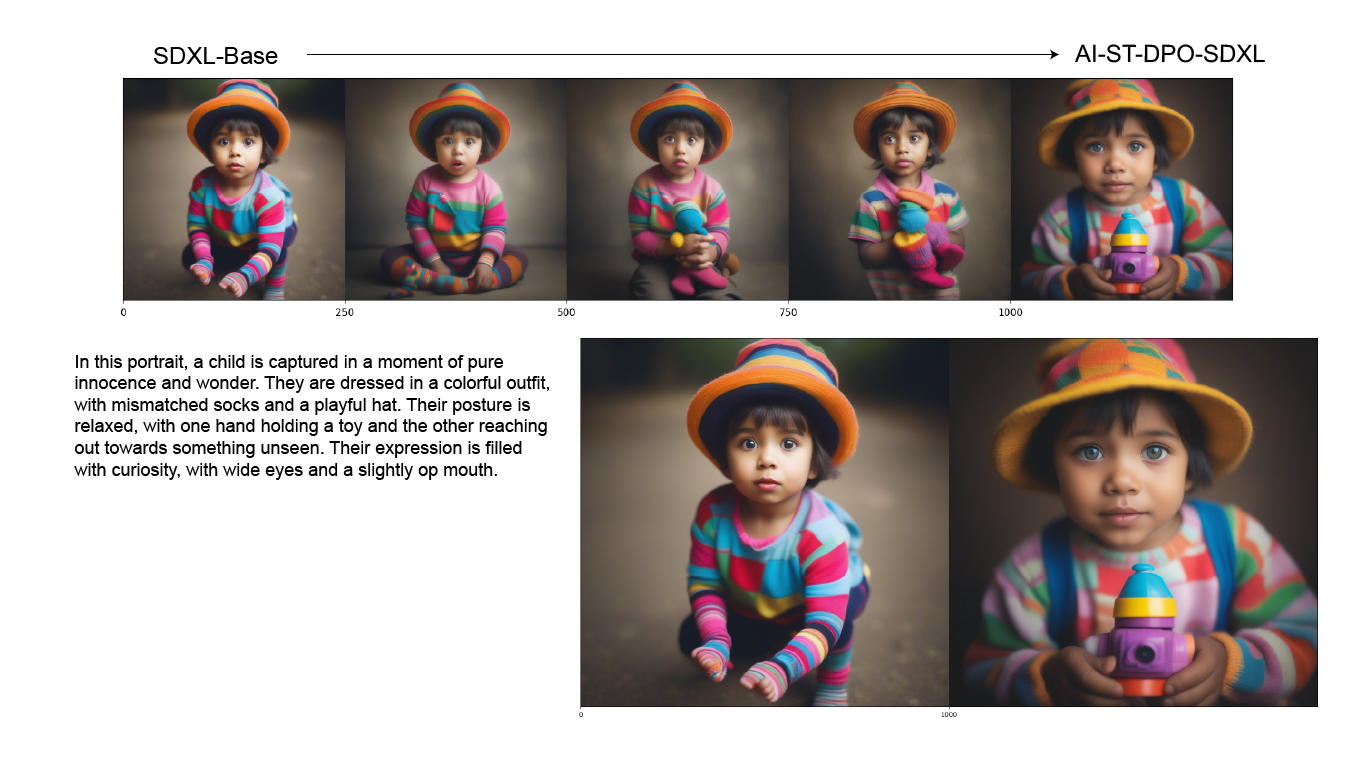 SDXL-Base
AI-ST-DPO-SDXL
0
250
500
750
1000
In this portrait, a child is captured in a moment of pure
innocence and wonder. They are dressed in a colorful outfit,
with mismatched socks and a playful hat. Their posture is
relaxed, with one hand holding a toy and the other reaching
out towards something unseen. Their expression is filled
with curiosity, with wide eyes and a slightly op mouth.
0
1000